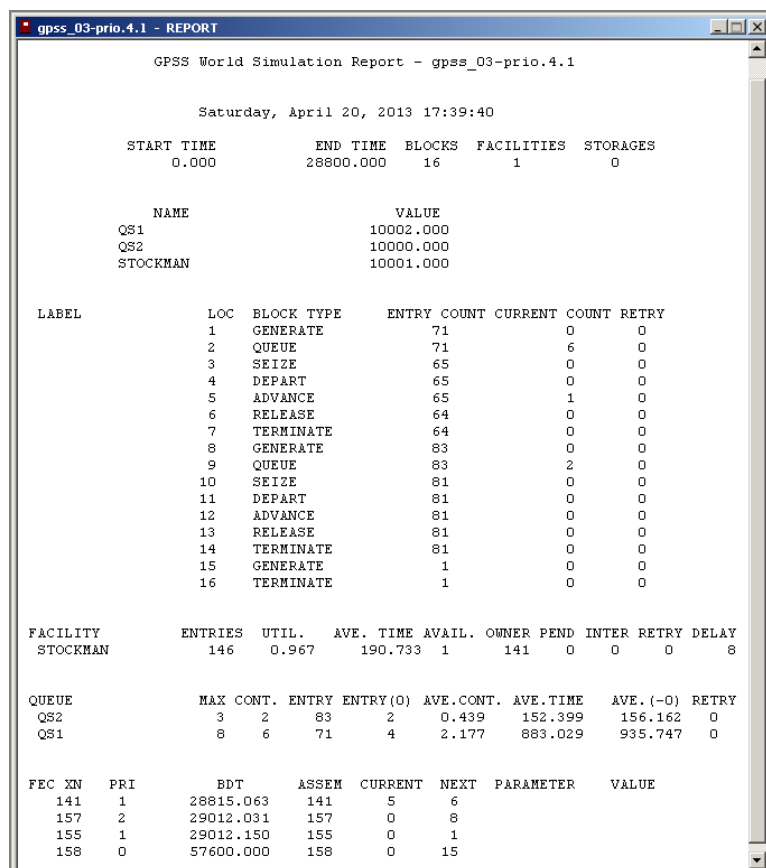 gpss_03-prio.4.1 - REPORT
GPSS World Simulation Report - gpss_03-prio.4.1
Saturday, April 20, 2013 17:39:40
START TIME END TIME BLOCKS FACILITIES STORAGES
0.000 28800.000 16 1 0
NAME VALUE
QS1 10002.000
QS2 10000.000
STOCKMAN 10001.000
LABEL LOC BLOCK TYPE ENTRY COUNT CURRENT COUNT RETRY
1 GENERATE 71 0 0
2 QUEUE 71 6 0
3 SEIZE 65 0 0
4 DEPART 65 0 0
5 ADVANCE 65 1 0
6 RELEASE 64 0 0
7 TERMINATE 64 0 0
8 GENERATE 83 0 0
9 QUEUE 83 2 0
10 SEIZE 81 0 0
11 DEPART 81 0 0
12 ADVANCE 81 0 0
13 RELEASE 81 0 0
14 TERMINATE 81 0 0
15 GENERATE 1 0 0
16 TERMINATE 1 0 0
FACILITY ENTRIES UTIL. AVE. TIME AVAIL. OWNER PEND INTER RETRY DELAY
STOCKMAN 146 0.967 190.733 1 141 0 0 0 8
QUEUE MAX CONT. ENTRY ENTRY(0) AVE.CONT. AVE.TIME AVE.(-0) RETRY
QS2 3 2 83 2 0.439 152.399 156.162 0
QS1 8 6 71 4 2.177 883.029 935.747 0
FEC XN PRI BDT ASSEM CURRENT NEXT PARAMETER VALUE
141 1 28815.063 141 5 6
157 2 29012.031 157 0 8
155 1 29012.150 155 0 1
158 0 57600.000 158 0 15